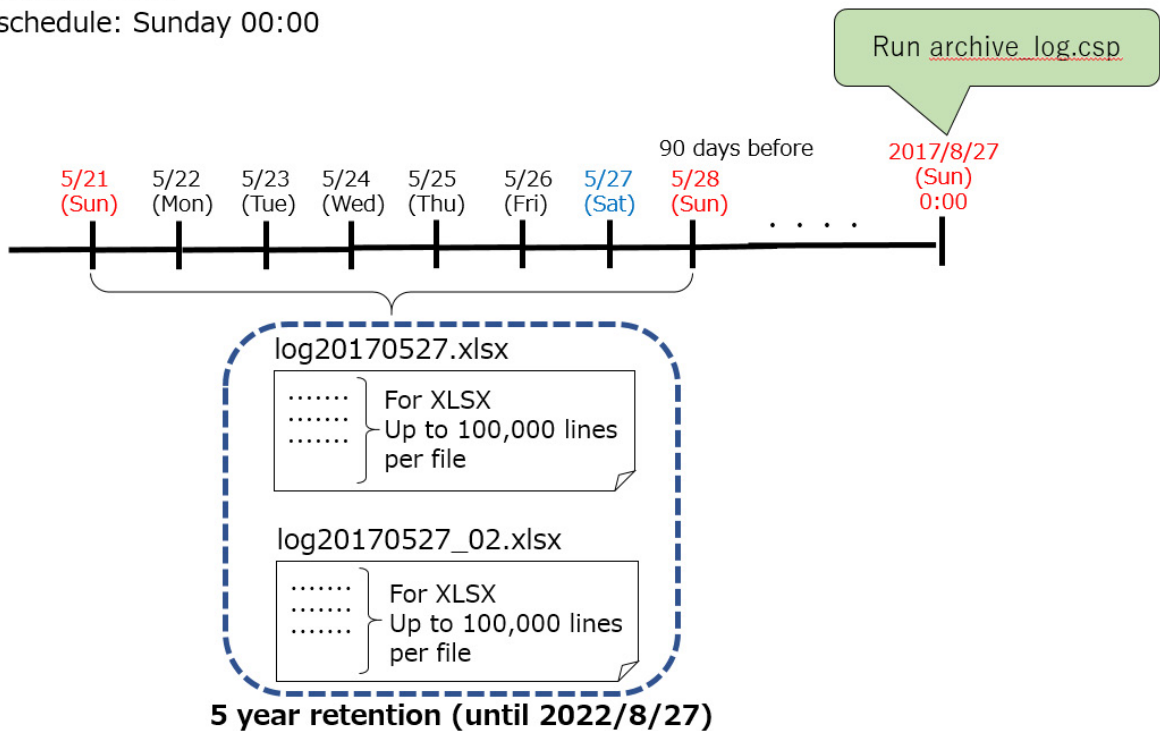 schedule: Sunday 00:00
Run archive_log.csp
90 days before
2017/8/27
(Sun)
0:00
5/21
(Sun)
5/22
(Mon)
5/23
(Tue)
5/24
(Wed)
5/25
(Thu)
5/26
(Fri)
5/27
(Sat)
5/28
(Sun)
log20170527.xlsx
For XLSX
Up to 100,000 lines
per file
log20170527_02.xlsx
For XLSX
Up to 100,000 lines
per file
5 year retention (until 2022/8/27)